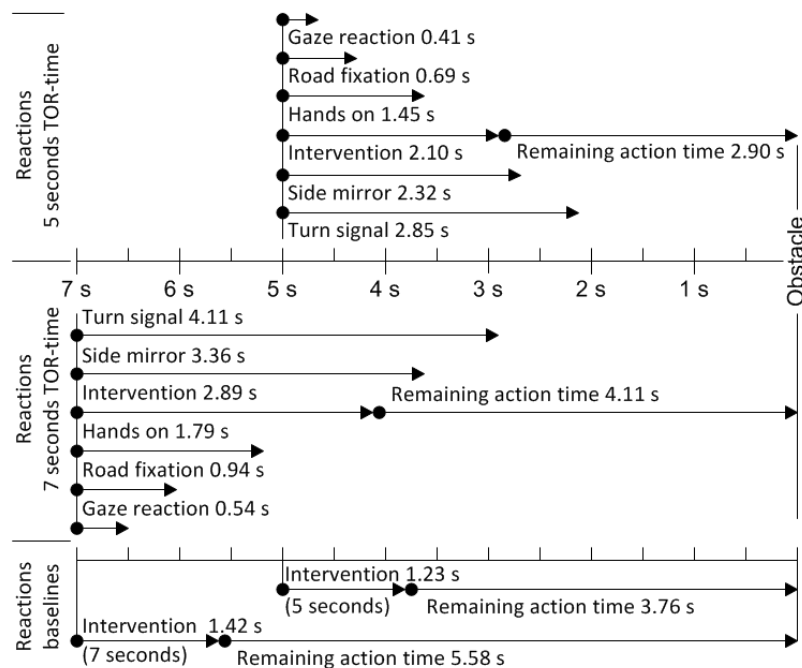 Reactions
5 seconds TOR-time
Gaze reaction 0.41 s
Road fixation 0.69 s
Hands on 1.45 s
Intervention 2.10 s
Remaining action time 2.90 s
Side mirror 2.32 s
Turn signal 2.85 s
7 s 6 s 5 s 4 s 3 s 2 s 1 s
Obstacle
Reactions
7 seconds TOR-time
Turn signal 4.11 s
Side mirror 3.36 s
Intervention 2.89 s
Remaining action time 4.11 s
Hands on 1.79 s
Road fixation 0.94 s
Gaze reaction 0.54 s
Reactions
baselines
Intervention 1.23 s
(5 seconds)
Remaining action time 3.76 s
Intervention 1.42 s
(7 seconds)
Remaining action time 5.58 s